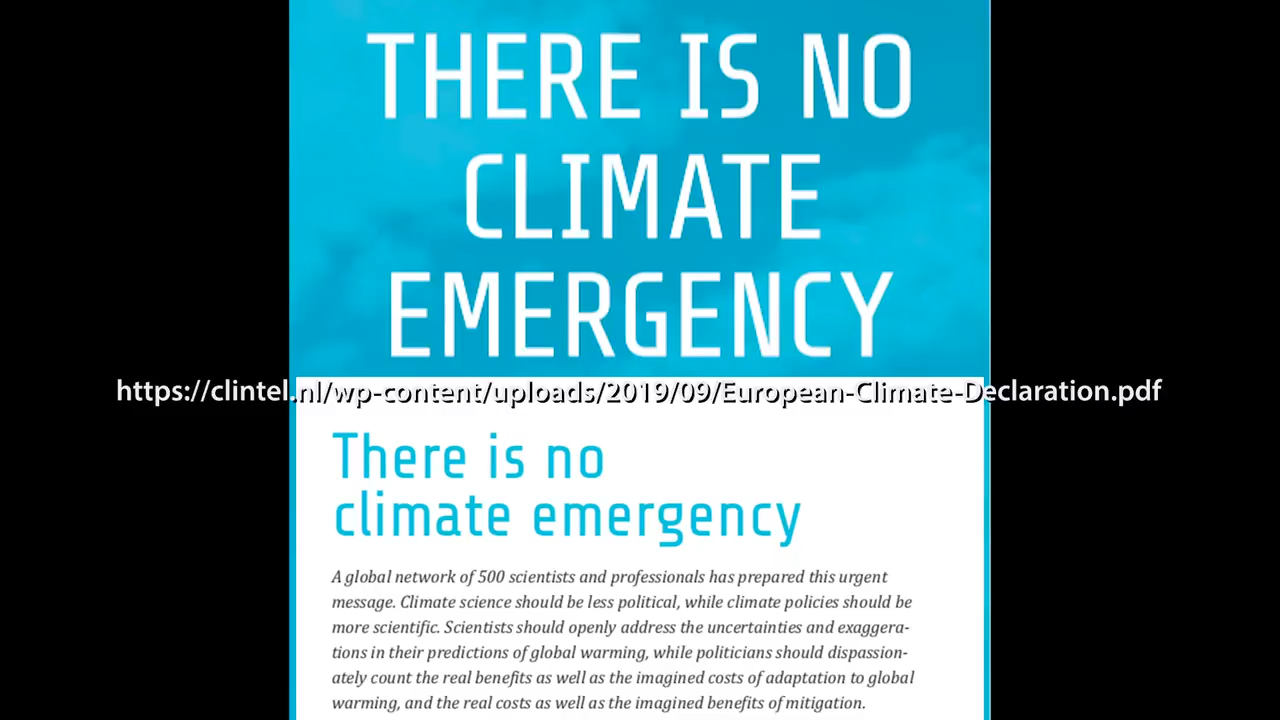 THERE IS NO
CLIMATE
EMERGENCY
https://clintel.nl/wp-content/uploads/2019/09/European-Climate-Declaration.pdf
There is no
climate emergency
A global network of 500 scientists and professionals has prepared this urgent
message. Climate science should be less political, while climate policies should be
more scientific. Scientists should openly address the uncertainties and exaggera-
tions in their predictions of global warming, while politicians should dispassion-
ately count the real benefits as well as the imagined costs of adaptation to global
warming, and the real costs as well as the imagined benefits of mitigation.